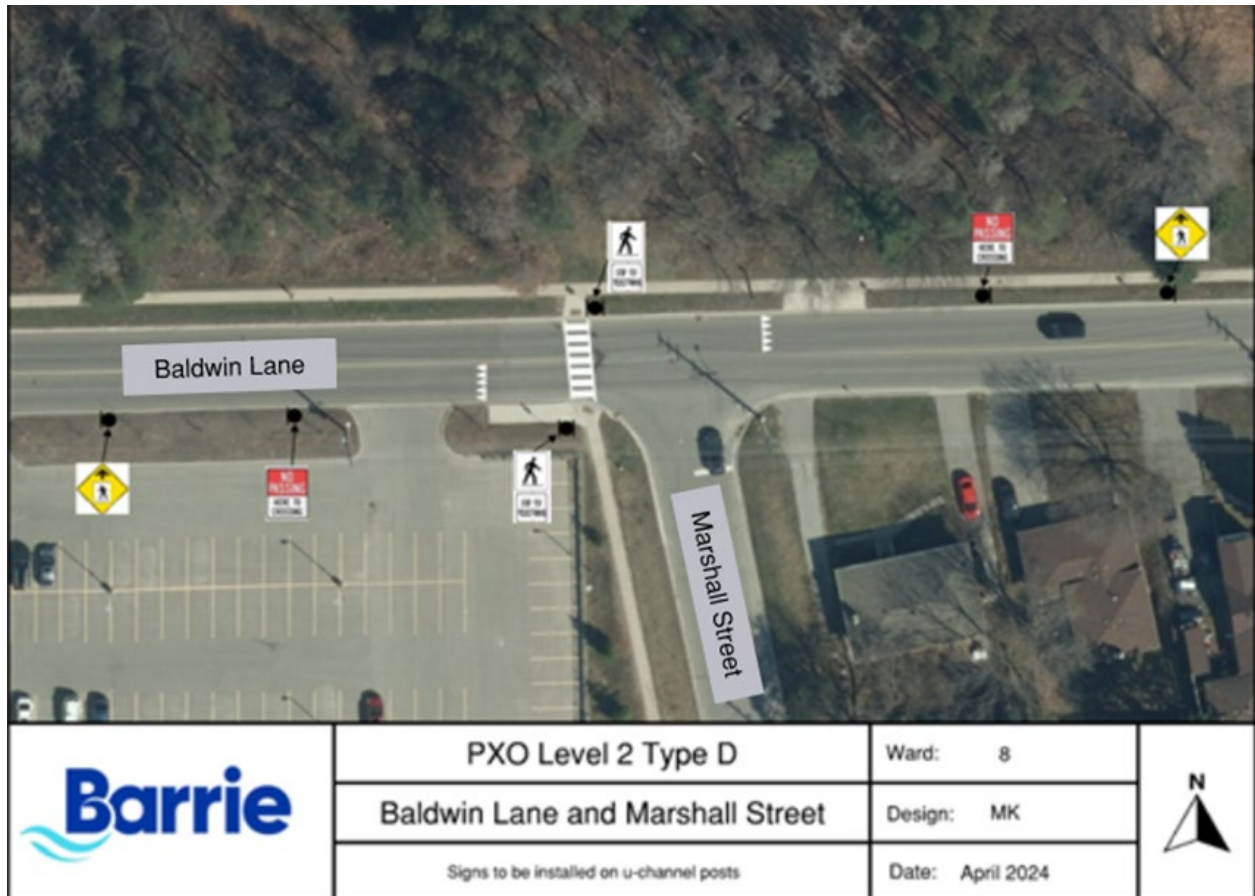 NO
PASSING
HERE TO
CROSSING
Baldwin Lane
NO
PASSING
HERE TO
CROSSING
Marshall Street
Barrie
PXO Level 2 Type D
Baldwin Lane and Marshall Street
Signs to be installed on u-channel posts
Ward: 8
Design: MK
Date: April 2024
N